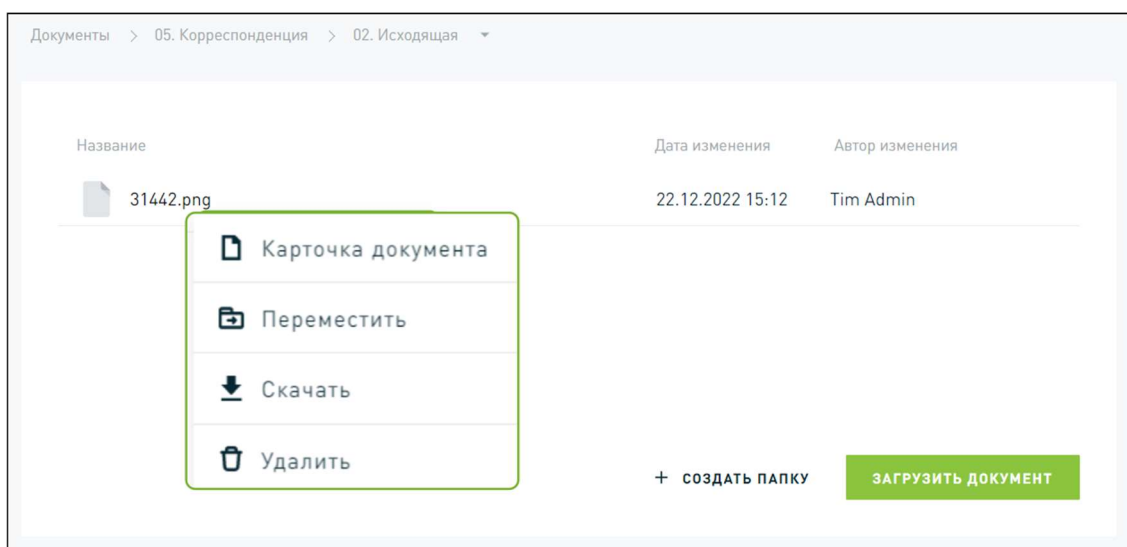 Документы > 05. Корреспонденция > 02. Исходящая
Название Дата изменения Автор изменения
31442.png 22.12.2022 15:12 Tim Admin
Карточка документа
Переместить
Скачать
Удалить
+ СОЗДАТЬ ПАПКУ ЗАГРУЗИТЬ ДОКУМЕНТ